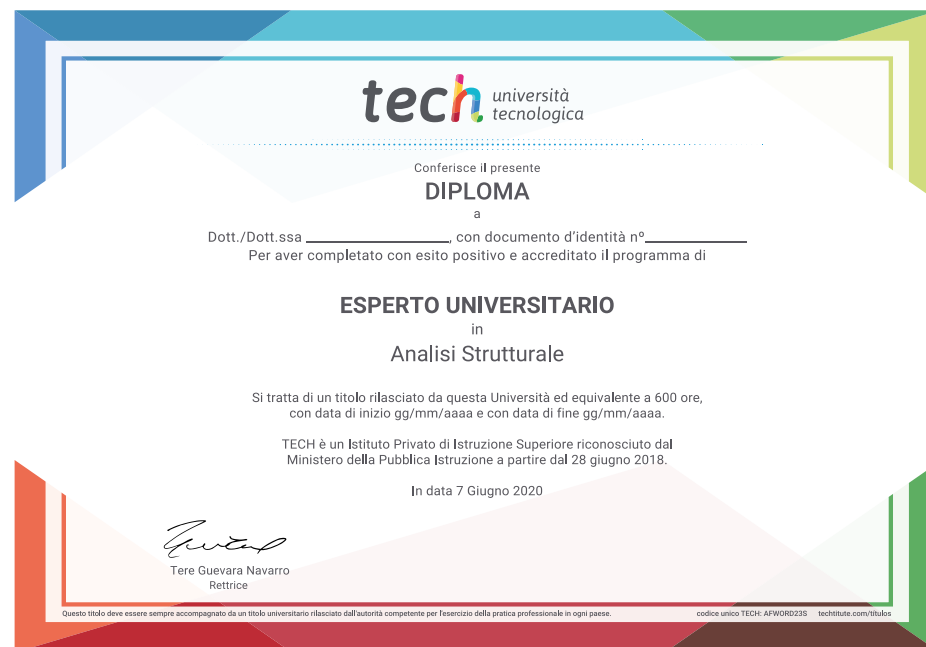 tech università
tecnologica
Conferisce il presente
DIPLOMA
a
Dott./Dott.ssa ____________, con documento d'identità nº__________
Per aver completato con esito positivo e accreditato il programma di
ESPERTO UNIVERSITARIO
in
Analisi Strutturale
Si tratta di un titolo rilasciato da questa Università ed equivalente a 600 ore,
con data di inizio gg/mm/aaaa e con data di fine gg/mm/aaaa.
TECH è un Istituto Privato di Istruzione Superiore riconosciuto dal
Ministero della Pubblica Istruzione a partire dal 28 giugno 2018.
In data 7 Giugno 2020
Tere Guevara Navarro
Rettrice
Questo titolo deve essere sempre accompagnato da un titolo universitario rilasciato dall'autorità competente per l'esercizio della pratica professionale in ogni paese. codice unico TECH: AFWORD23S techtitute.com/títulos